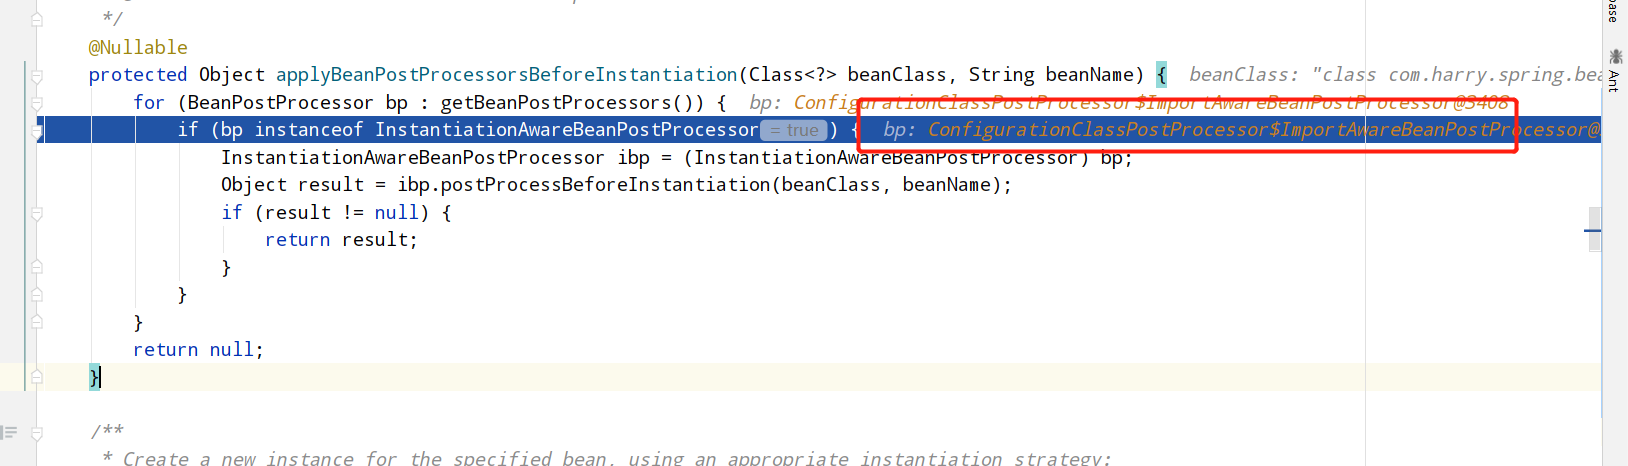 */
@Nullable
protected Object applyBeanPostProcessorsBeforeInstantiation(Class<?> beanClass, String beanName) { beanClass: "class com.harry.spring.bea
for (BeanPostProcessor bp : getBeanPostProcessors()) { bp: ConfigurationClassPostProcessor$ImportAwareBeanPostProcessor@3408
if (bp instanceof InstantiationAwareBeanPostProcessor = true ) { bp: ConfigurationClassPostProcessor$ImportAwareBeanPostProcessor@
InstantiationAwareBeanPostProcessor ibp = (InstantiationAwareBeanPostProcessor) bp;
Object result = ibp.postProcessBeforeInstantiation(beanClass, beanName);
if (result != null) {
return result;
}
}
}
return null;
}
/**
* Create a new instance for the specified bean, using an appropriate instantiation strategy:
Ant